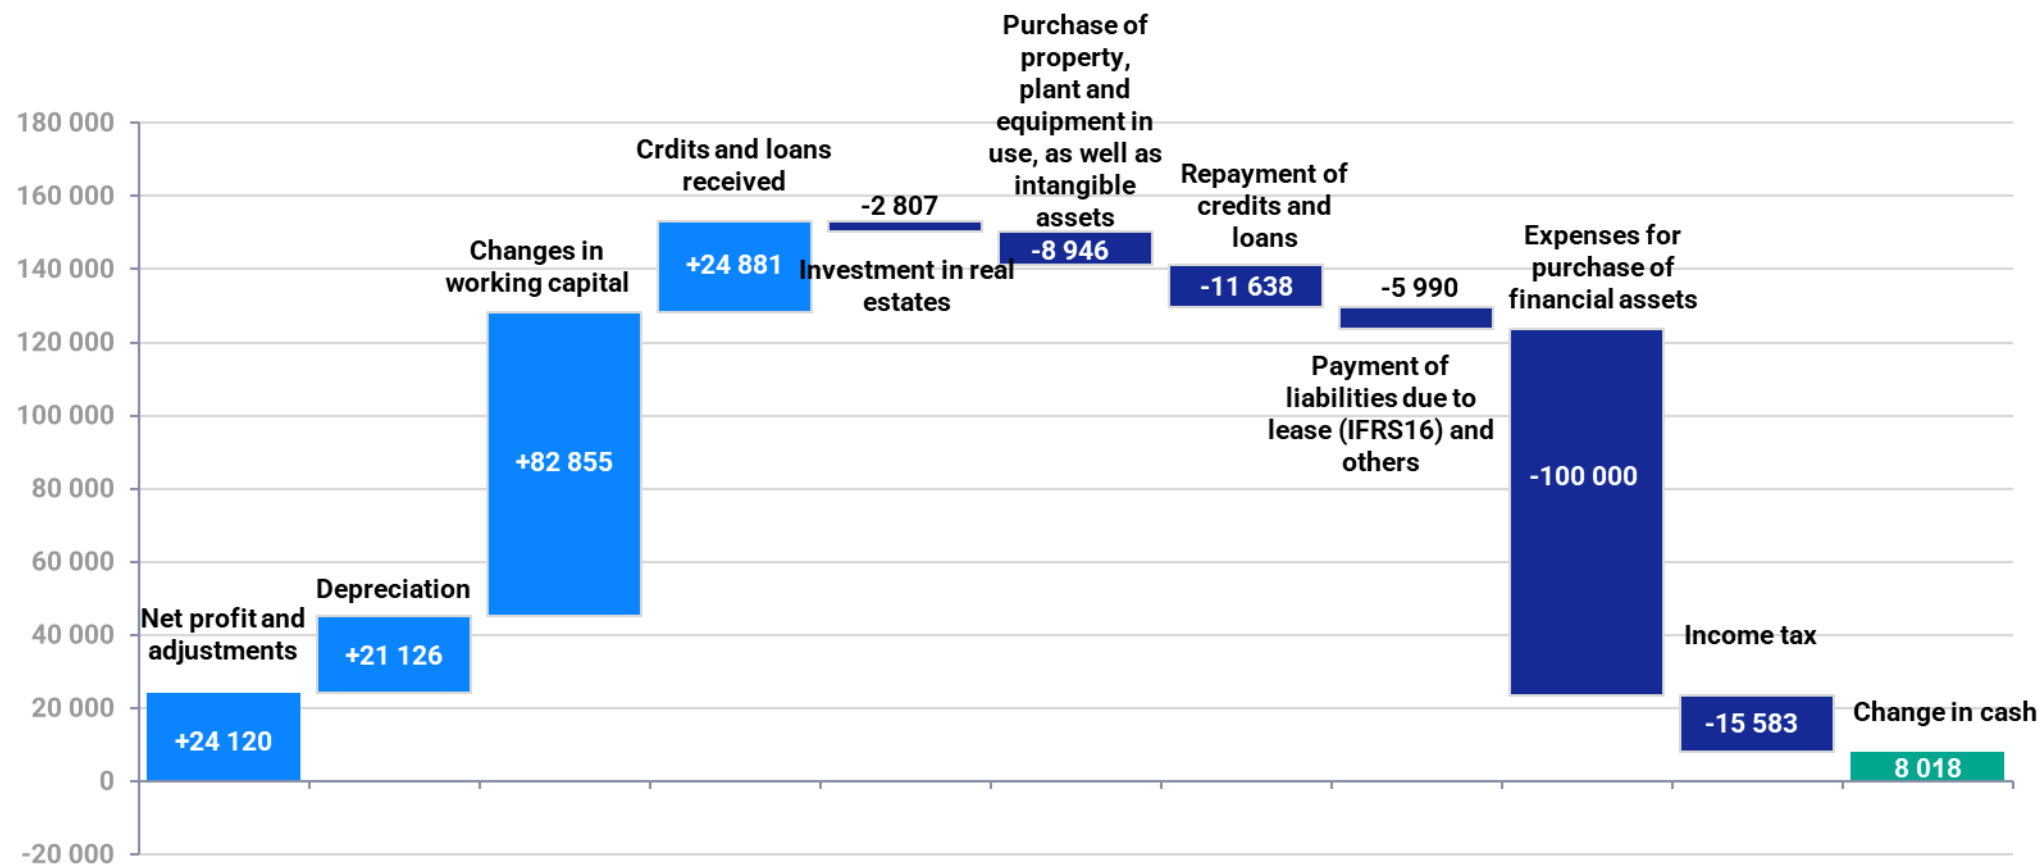 180 000
160 000
140 000
120 000
100 000
80 000
60 000
40 000
20 000
0
-20 000
Net profit and
adjustments
+24 120
Depreciation
+21 126
Changes in
working capital
+82 855
Crdits and loans
received
+24 881
-2 807
Investment in real
estates
Purchase of
property,
plant and
equipment in
use, as well as
intangible
assets
-8 946
Repayment of
credits and
loans
-11 638
-5 990
Payment of
liabilities due to
lease (IFRS16) and
others
Expenses for
purchase of
financial assets
-100 000
Income tax
-15 583
Change in cash
8 018